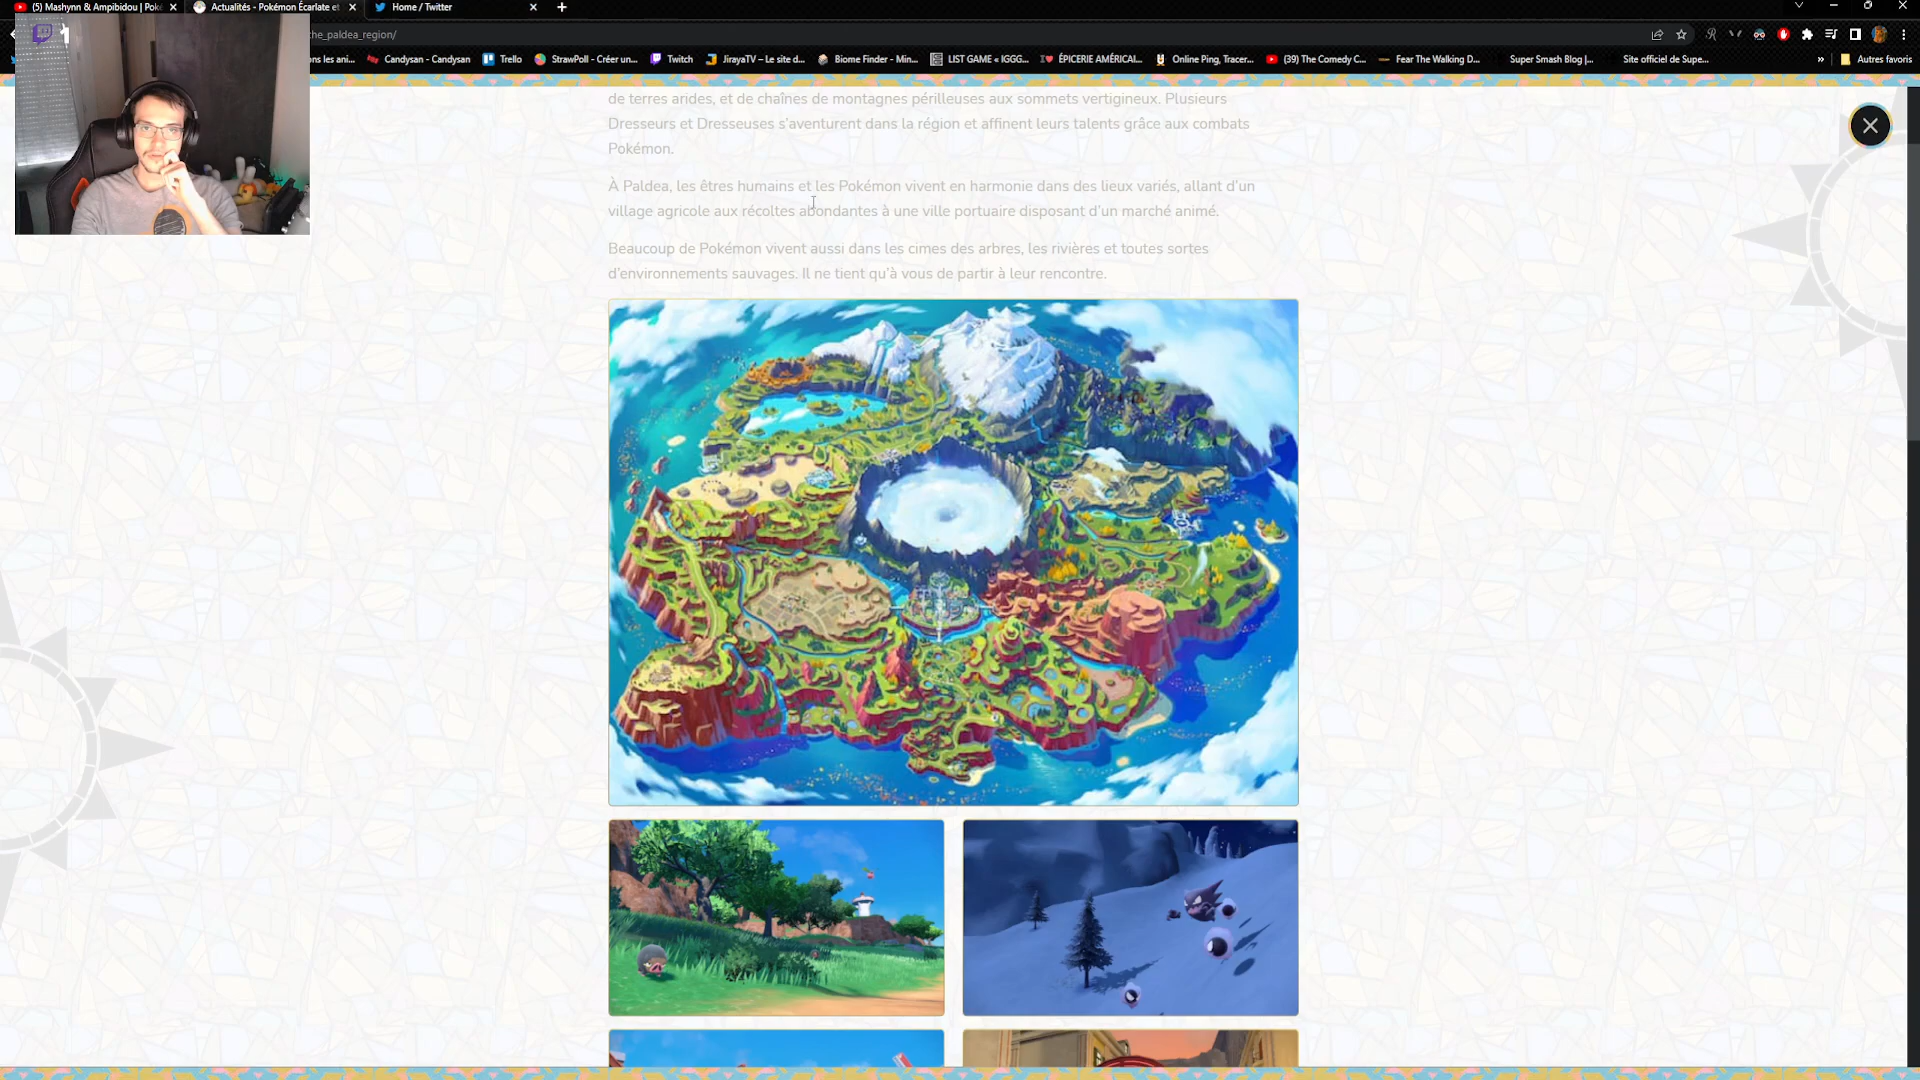 (5) Mashynn & Ampibidou | Pok
Actualités - Pokémon Écarlate et
Home / Twitter
che_paldea_region/
ons les ani...
Candysan - Candysan
Trello
StrawPoll - Créer un...
Twitch
JirayaTV – Le site d...
Biome Finder - Min...
LIST GAME « IGGG...
ÉPICERIE AMÉRICAI...
Online Ping, Tracer...
(39) The Comedy C...
Fear The Walking D...
Super Smash Blog |...
Site officiel de Supe...
»
Autres favoris
de terres arides, et de chaînes de montagnes périlleuses aux sommets vertigineux. Plusieurs
Dresseurs et Dresseuses s’aventurent dans la région et affinent leurs talents grâce aux combats
Pokémon.
À Paldea, les êtres humains et les Pokémon vivent en harmonie dans des lieux variés, allant d’un
village agricole aux récoltes abondantes à une ville portuaire disposant d’un marché animé.
Beaucoup de Pokémon vivent aussi dans les cimes des arbres, les rivières et toutes sortes
d’environnements sauvages. Il ne tient qu’à vous de partir à leur rencontre.